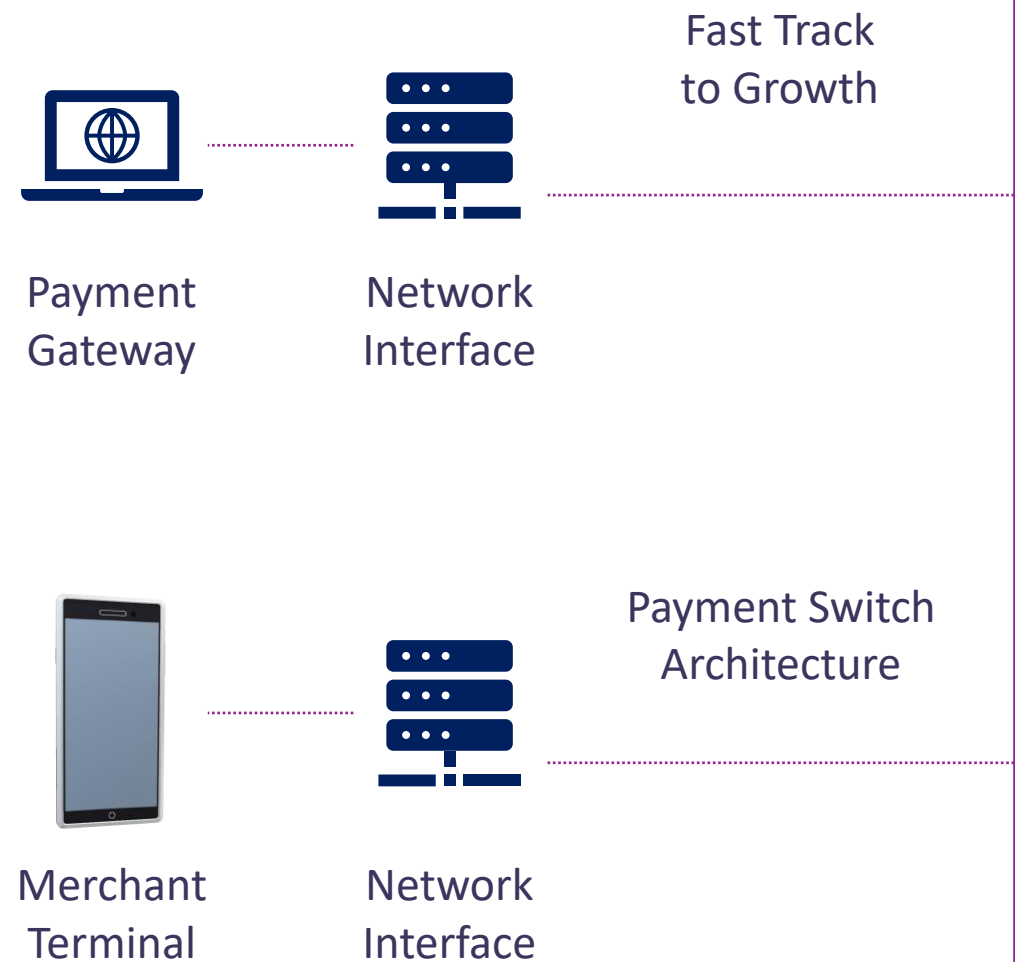 Fast Track
to Growth
Payment
Gateway
Network
Interface
Payment Switch
Architecture
Merchant
Terminal
Network
Interface